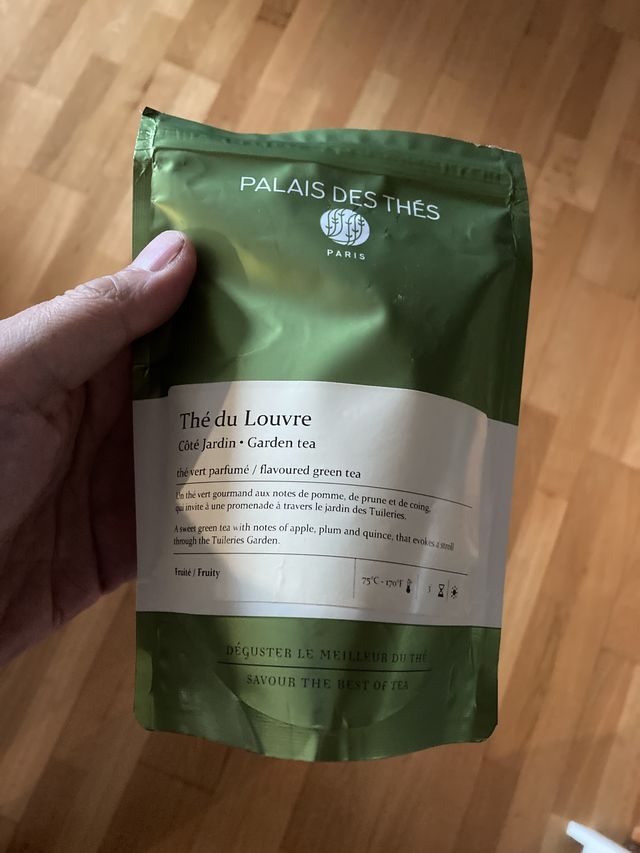 PALAIS DES THÉS
PARIS
Thé du Louvre
Côté Jardin • Garden tea
thé vert parfumé / flavoured green tea
Un thé vert gourmand aux notes de pomme, de prune et de coing,
qui invite à une promenade à travers le jardin des Tuileries.
A sweet green tea with notes of apple, plum and quince, that evokes a stroll
through the Tuileries Garden.
Fruité / Fruity
75°C - 170°F 3
DÉGUSTER LE MEILLEUR DU THÉ
SAVOUR THE BEST OF TEA